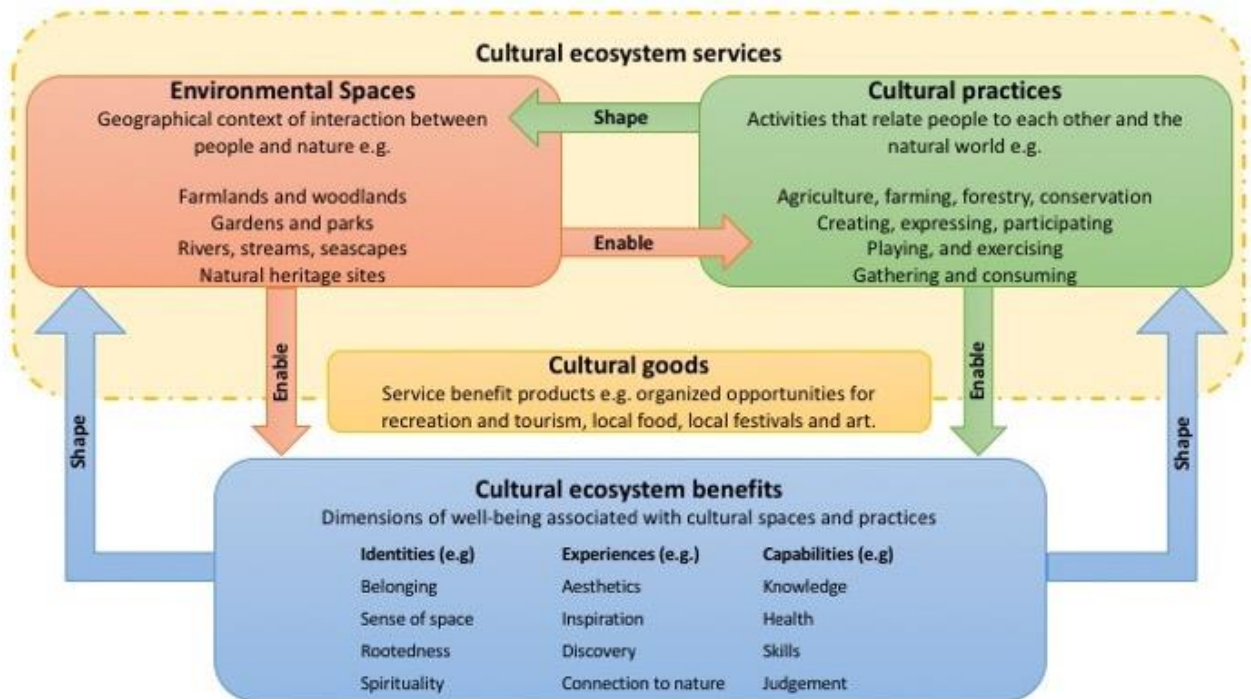 Cultural ecosystem services
Environmental Spaces
Geographical context of interaction between
people and nature e.g.
Farmlands and woodlands
Gardens and parks
Rivers, streams, seascapes
Natural heritage sites
Shape
Enable
Cultural practices
Activities that relate people to each other and the
natural world e.g.
Agriculture, farming, forestry, conservation
Creating, expressing, participating
Playing, and exercising
Gathering and consuming
Shape
Enable
Cultural goods
Service benefit products e.g. organized opportunities for
recreation and tourism, local food, local festivals and art.
Enable
Shape
Cultural ecosystem benefits
Dimensions of well-being associated with cultural spaces and practices
Identities (e.g) Experiences (e.g.) Capabilities (e.g)
Belonging Aesthetics Knowledge
Sense of space Inspiration Health
Rootedness Discovery Skills
Spirituality Connection to nature Judgement